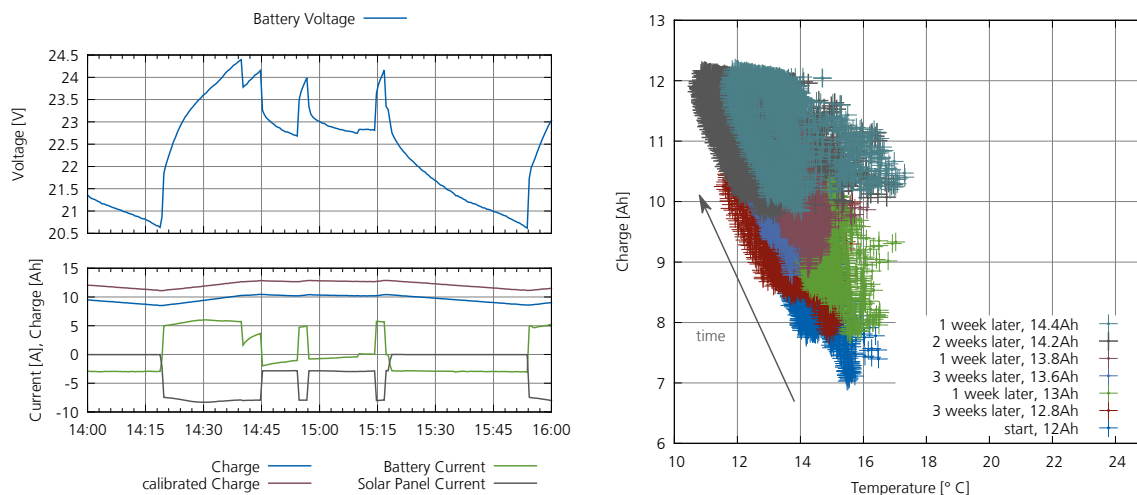 Battery Voltage
24.5
24
23.5
23
22.5
22
21.5
21
20.5
Voltage [V]
15
10
5
0
-5
-10
Current [A], Charge [Ah]
14:00 14:15 14:30 14:45 15:00 15:15 15:30 15:45 16:00
Charge
calibrated Charge
Battery Current
Solar Panel Current
13
12
11
10
9
8
7
6
Charge [Ah]
time
1 week later, 14.4Ah
2 weeks later, 14.2Ah
1 week later, 13.8Ah
3 weeks later, 13.6Ah
1 week later, 13Ah
3 weeks later, 12.8Ah
start, 12Ah
10 12 14 16 18 20 22 24
Temperature [° C]